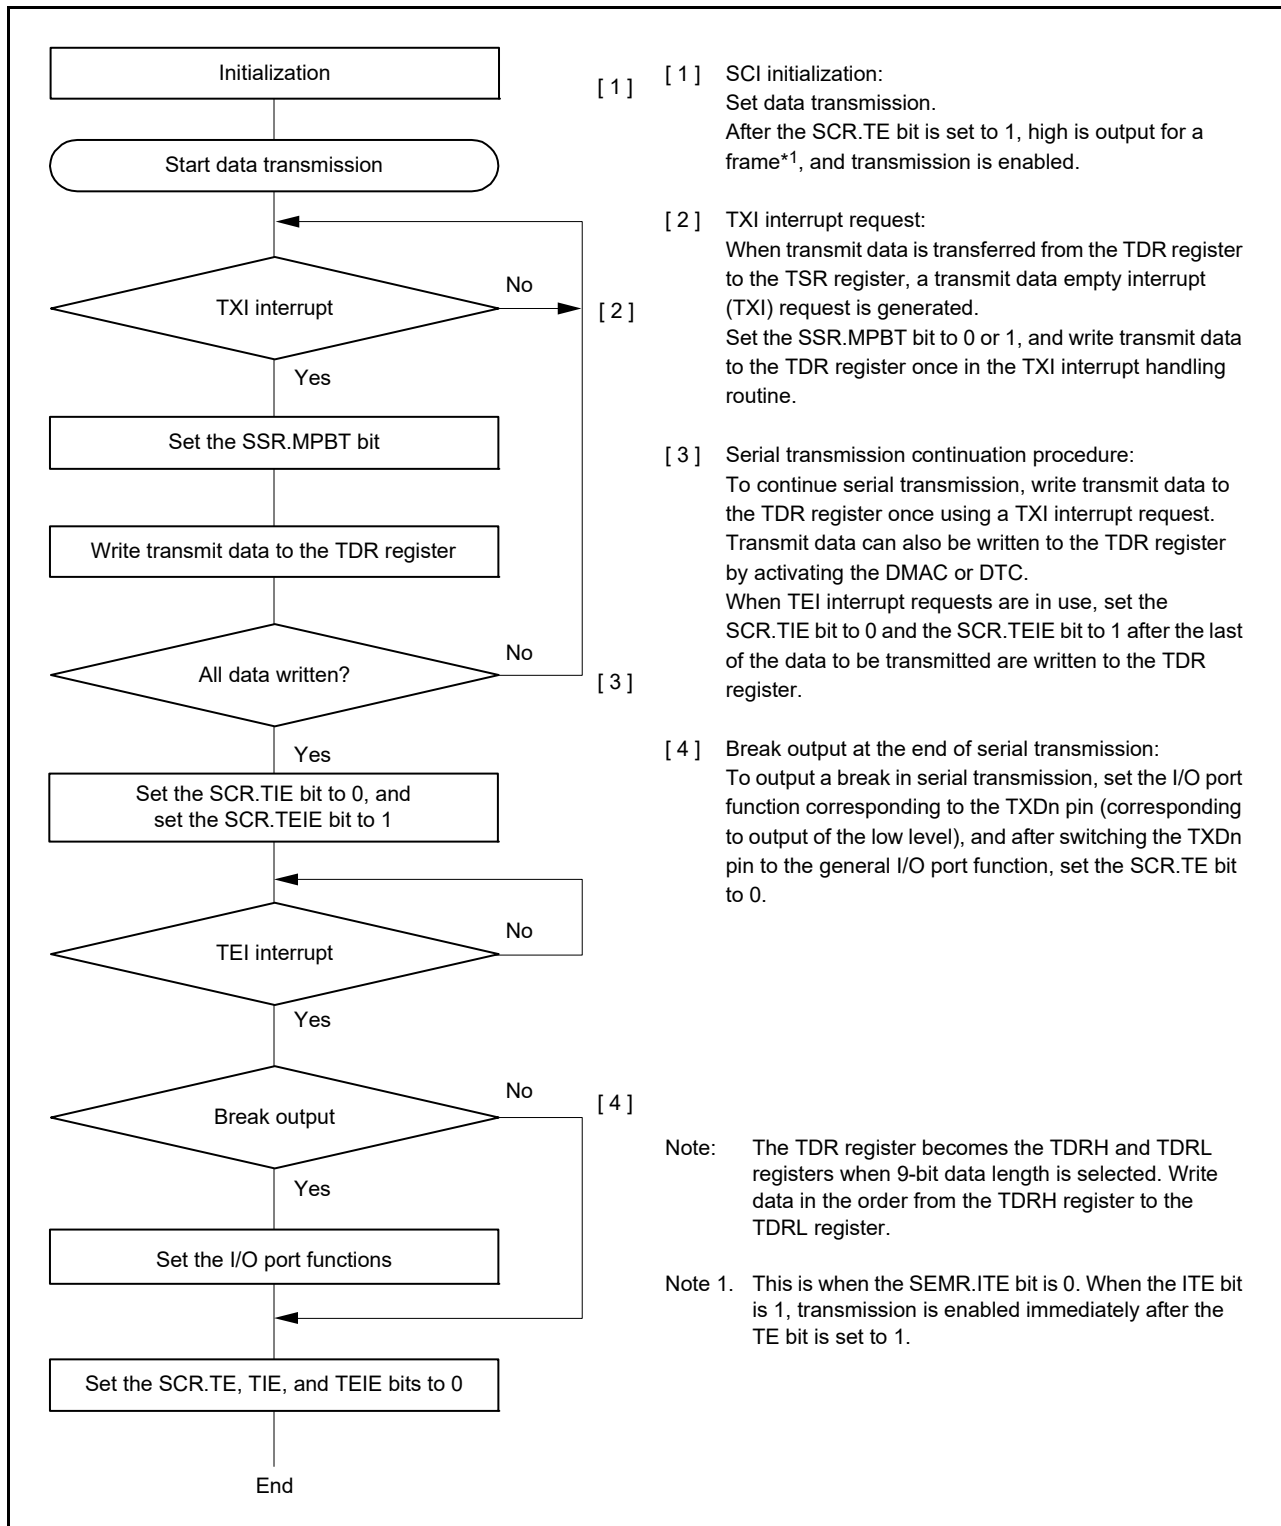 Initialization
[ 1 ]
Start data transmission
TXI interrupt
No
[ 2 ]
Yes
Set the SSR.MPBT bit
Write transmit data to the TDR register
All data written?
No
[ 3 ]
Yes
Set the SCR.TIE bit to 0, and
set the SCR.TEIE bit to 1
TEI interrupt
No
Yes
Break output
No
[ 4 ]
Yes
Set the I/O port functions
Set the SCR.TE, TIE, and TEIE bits to 0
End
[ 1 ] SCI initialization:
Set data transmission.
After the SCR.TE bit is set to 1, high is output for a
frame*1, and transmission is enabled.
[ 2 ] TXI interrupt request:
When transmit data is transferred from the TDR register
to the TSR register, a transmit data empty interrupt
(TXI) request is generated.
Set the SSR.MPBT bit to 0 or 1, and write transmit data
to the TDR register once in the TXI interrupt handling
routine.
[ 3 ] Serial transmission continuation procedure:
To continue serial transmission, write transmit data to
the TDR register once using a TXI interrupt request.
Transmit data can also be written to the TDR register
by activating the DMAC or DTC.
When TEI interrupt requests are in use, set the
SCR.TIE bit to 0 and the SCR.TEIE bit to 1 after the last
of the data to be transmitted are written to the TDR
register.
[ 4 ] Break output at the end of serial transmission:
To output a break in serial transmission, set the I/O port
function corresponding to the TXDn pin (corresponding
to output of the low level), and after switching the TXDn
pin to the general I/O port function, set the SCR.TE bit
to 0.
Note: The TDR register becomes the TDRH and TDRL
registers when 9-bit data length is selected. Write
data in the order from the TDRH register to the
TDRL register.
Note 1. This is when the SEMR.ITE bit is 0. When the ITE bit
is 1, transmission is enabled immediately after the
TE bit is set to 1.